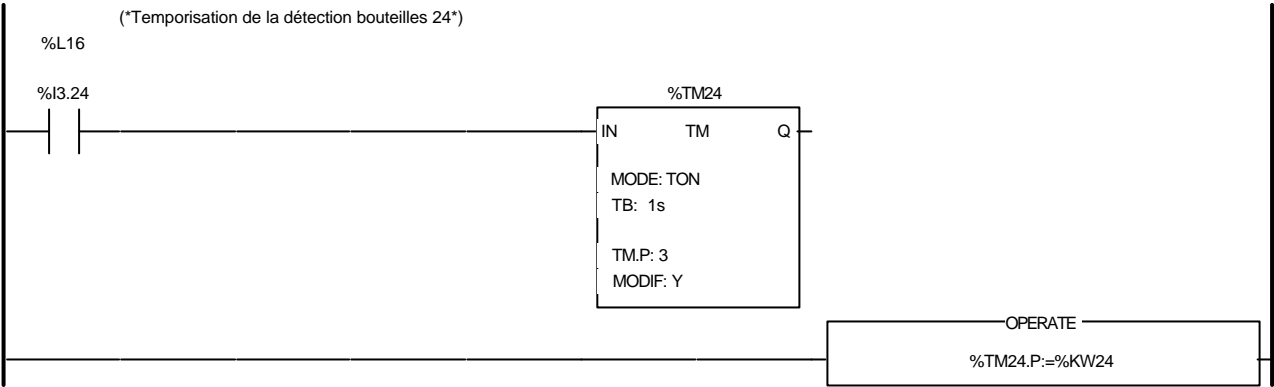 (*Temporisation de la détection bouteilles 24*)
%L16
%I3.24
%TM24
IN TM Q
MODE: TON
TB: 1s
TM.P: 3
MODIF: Y
OPERATE
%TM24.P:=%KW24